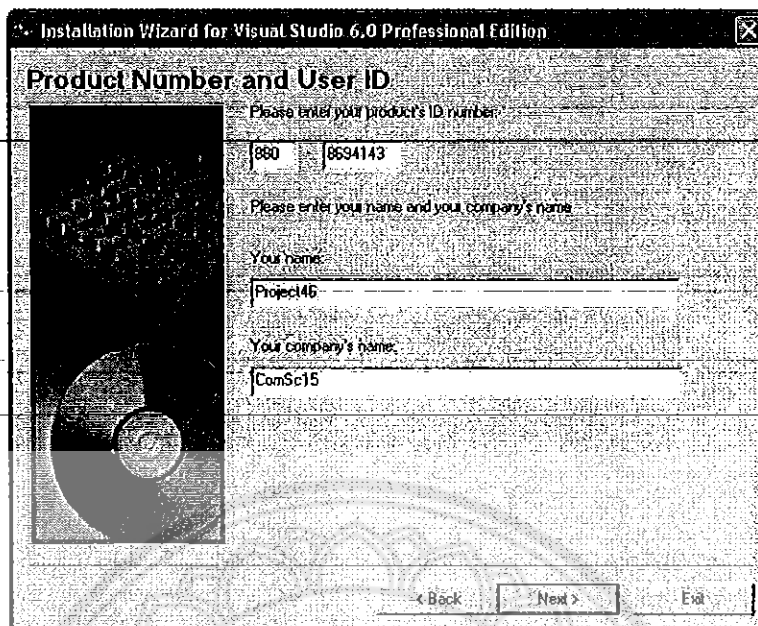 Installation Wizard for Visual Studio 6.0 Professional Edition
Product Number and User ID
Please enter your product's ID number:
880 8694143
Please enter your name and your company's name
Your name:
Project46
Your company's name:
ComSc15
< Back Next > Exit